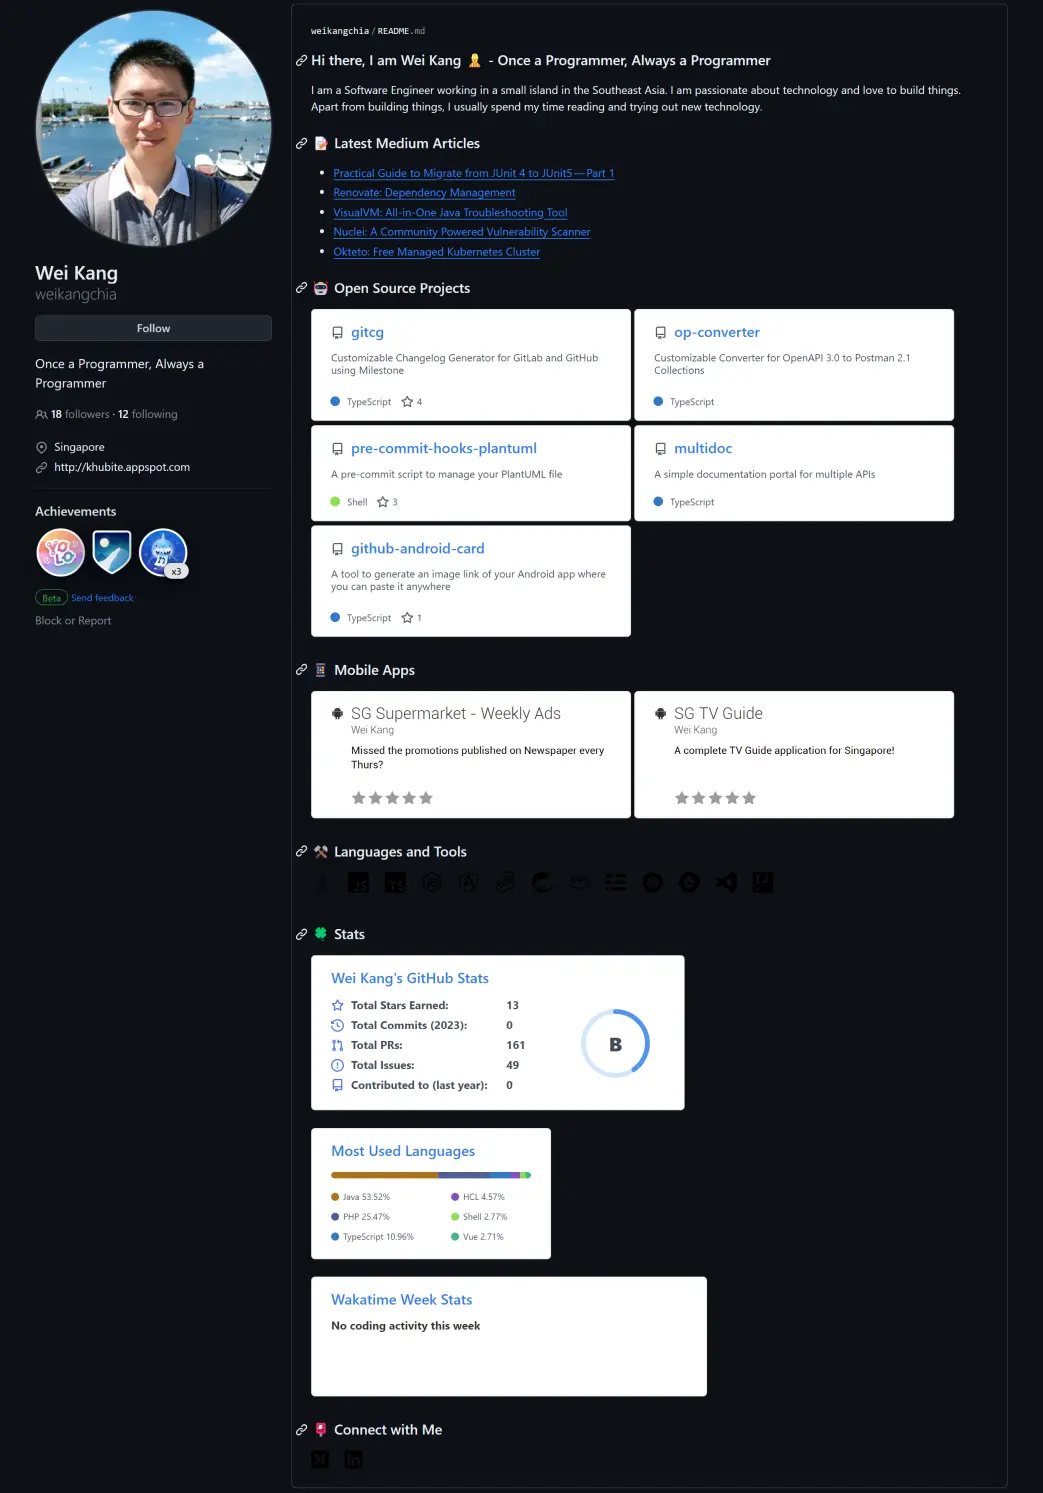 Wei Kang
weikangchia
Follow
Once a Programmer, Always a
Programmer
18 followers · 12 following
Singapore
http://khubite.appspot.com
Achievements
YOLO
x3
Beta Send feedback
Block or Report
weikangchia/README.md
Hi there, I am Wei Kang - Once a Programmer, Always a Programmer
I am a Software Engineer working in a small island in the Southeast Asia. I am passionate about technology and love to build things.
Apart from building things, I usually spend my time reading and trying out new technology.
Latest Medium Articles
Practical Guide to Migrate from JUnit 4 to JUnit5—Part 1
Renovate: Dependency Management
VisualVM: All-in-One Java Troubleshooting Tool
Nuclei: A Community Powered Vulnerability Scanner
Okteto: Free Managed Kubernetes Cluster
Open Source Projects
gitcg
Customizable Changelog Generator for GitLab and GitHub
using Milestone
TypeScript 4
op-converter
Customizable Converter for OpenAPI 3.0 to Postman 2.1
Collections
TypeScript
pre-commit-hooks-plantuml
A pre-commit script to manage your PlantUML file
Shell 3
multidoc
A simple documentation portal for multiple APIs
TypeScript
github-android-card
A tool to generate an image link of your Android app where
you can paste it anywhere
TypeScript 1
Mobile Apps
SG Supermarket - Weekly Ads
Wei Kang
Missed the promotions published on Newspaper every
Thurs?
SG TV Guide
Wei Kang
A complete TV Guide application for Singapore!
Languages and Tools
JS TS aws IJ
Stats
Wei Kang's GitHub Stats
Total Stars Earned: 13
Total Commits (2023): 0
Total PRs: 161
Total Issues: 49
Contributed to (last year): 0
B
Most Used Languages
Java 53.52%
HCL 4.57%
PHP 25.47%
Shell 2.77%
TypeScript 10.96%
Vue 2.71%
Wakatime Week Stats
No coding activity this week
Connect with Me
M in